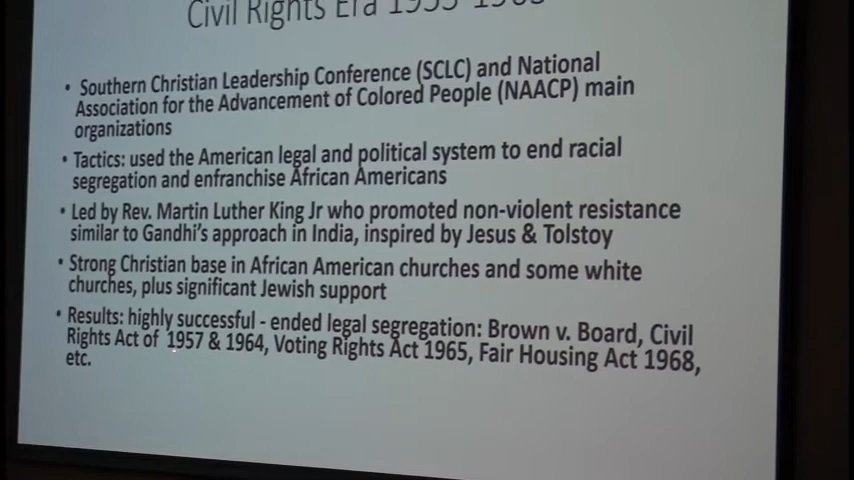 Civil Rights Era 1955-1968
• Southern Christian Leadership Conference (SCLC) and National
Association for the Advancement of Colored People (NAACP) main
organizations
• Tactics: used the American legal and political system to end racial
segregation and enfranchise African Americans
• Led by Rev. Martin Luther King Jr who promoted non-violent resistance
similar to Gandhi's approach in India, inspired by Jesus & Tolstoy
• Strong Christian base in African American churches and some white
churches, plus significant Jewish support
• Results: highly successful - ended legal segregation: Brown v. Board, Civil
Rights Act of 1957 & 1964, Voting Rights Act 1965, Fair Housing Act 1968,
etc.